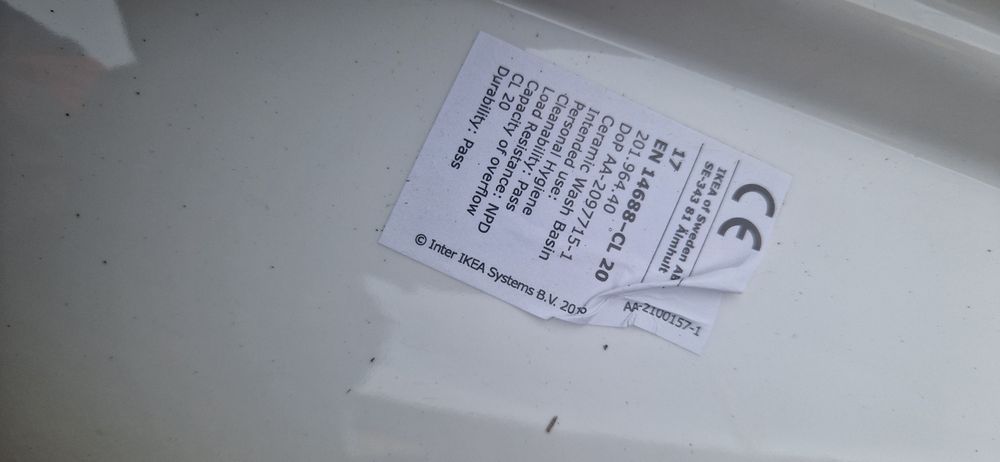 CE
IKEA of Sweden AB
SE-343 81 Älmhult
17
EN 14688-CL 20
201.964.40
DoP AA-2097715-1
Ceramic Wash Basin
Intended use:
Personal Hygiene
Cleanability: Pass
Load Resistance: NPD
Capacity of overflow
CL 20
Durability: Pass
© Inter IKEA Systems B.V.
AA-2100157-1